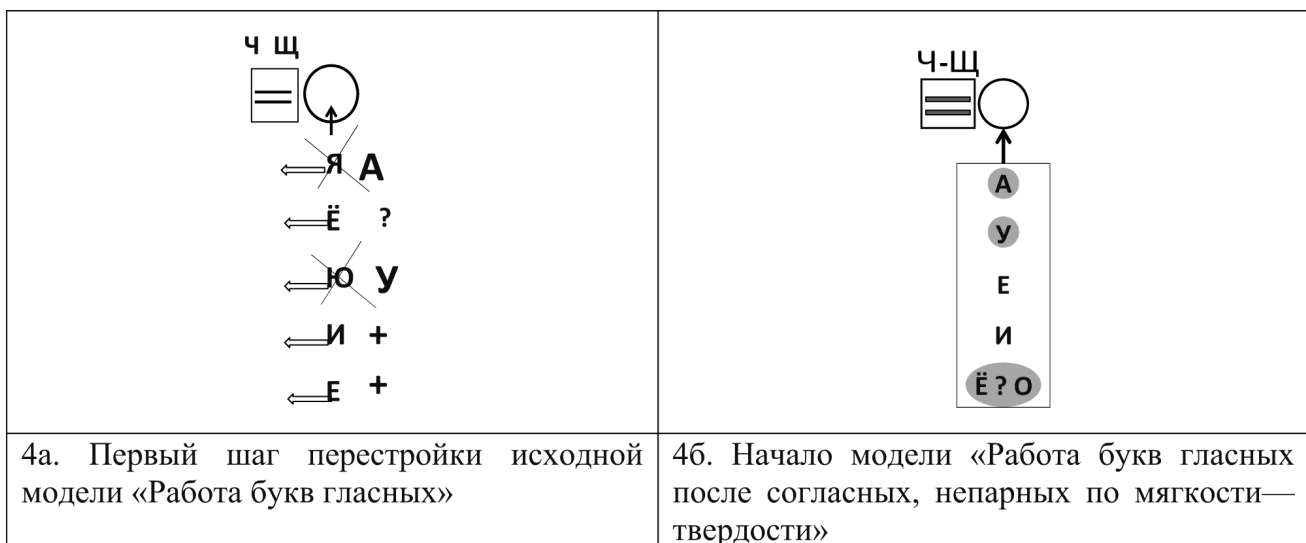 Ч Щ
Я А
Ё ?
Ю У
И +
Е +
4а. Первый шаг перестройки исходной
модели «Работа букв гласных»
Ч-Щ
А
У
Е
И
Ё ? О
4б. Начало модели «Работа букв гласных
после согласных, непарных по мягкости—
твердости»